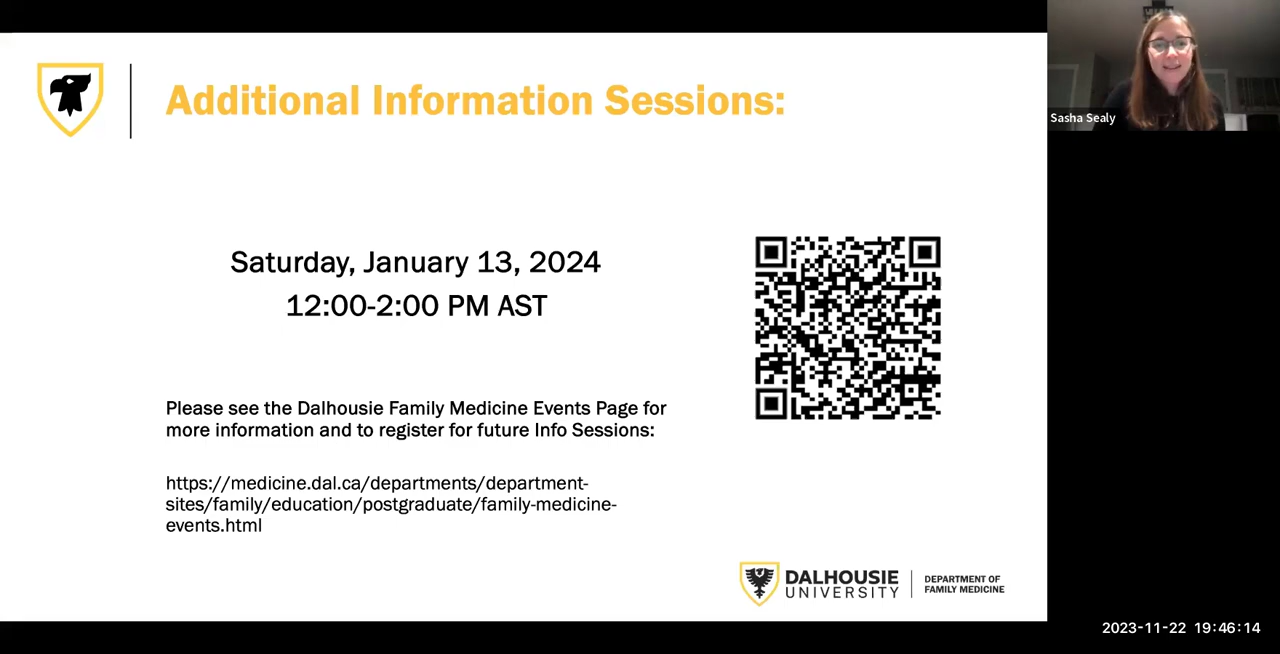 Additional Information Sessions:
Sasha Sealy
Saturday, January 13, 2024
12:00-2:00 PM AST
Please see the Dalhousie Family Medicine Events Page for
more information and to register for future Info Sessions:
https://medicine.dal.ca/departments/department-
sites/family/education/postgraduate/family-medicine-
events.html
DALHOUSIE
UNIVERSITY
DEPARTMENT OF
FAMILY MEDICINE
2023-11-22 19:46:14